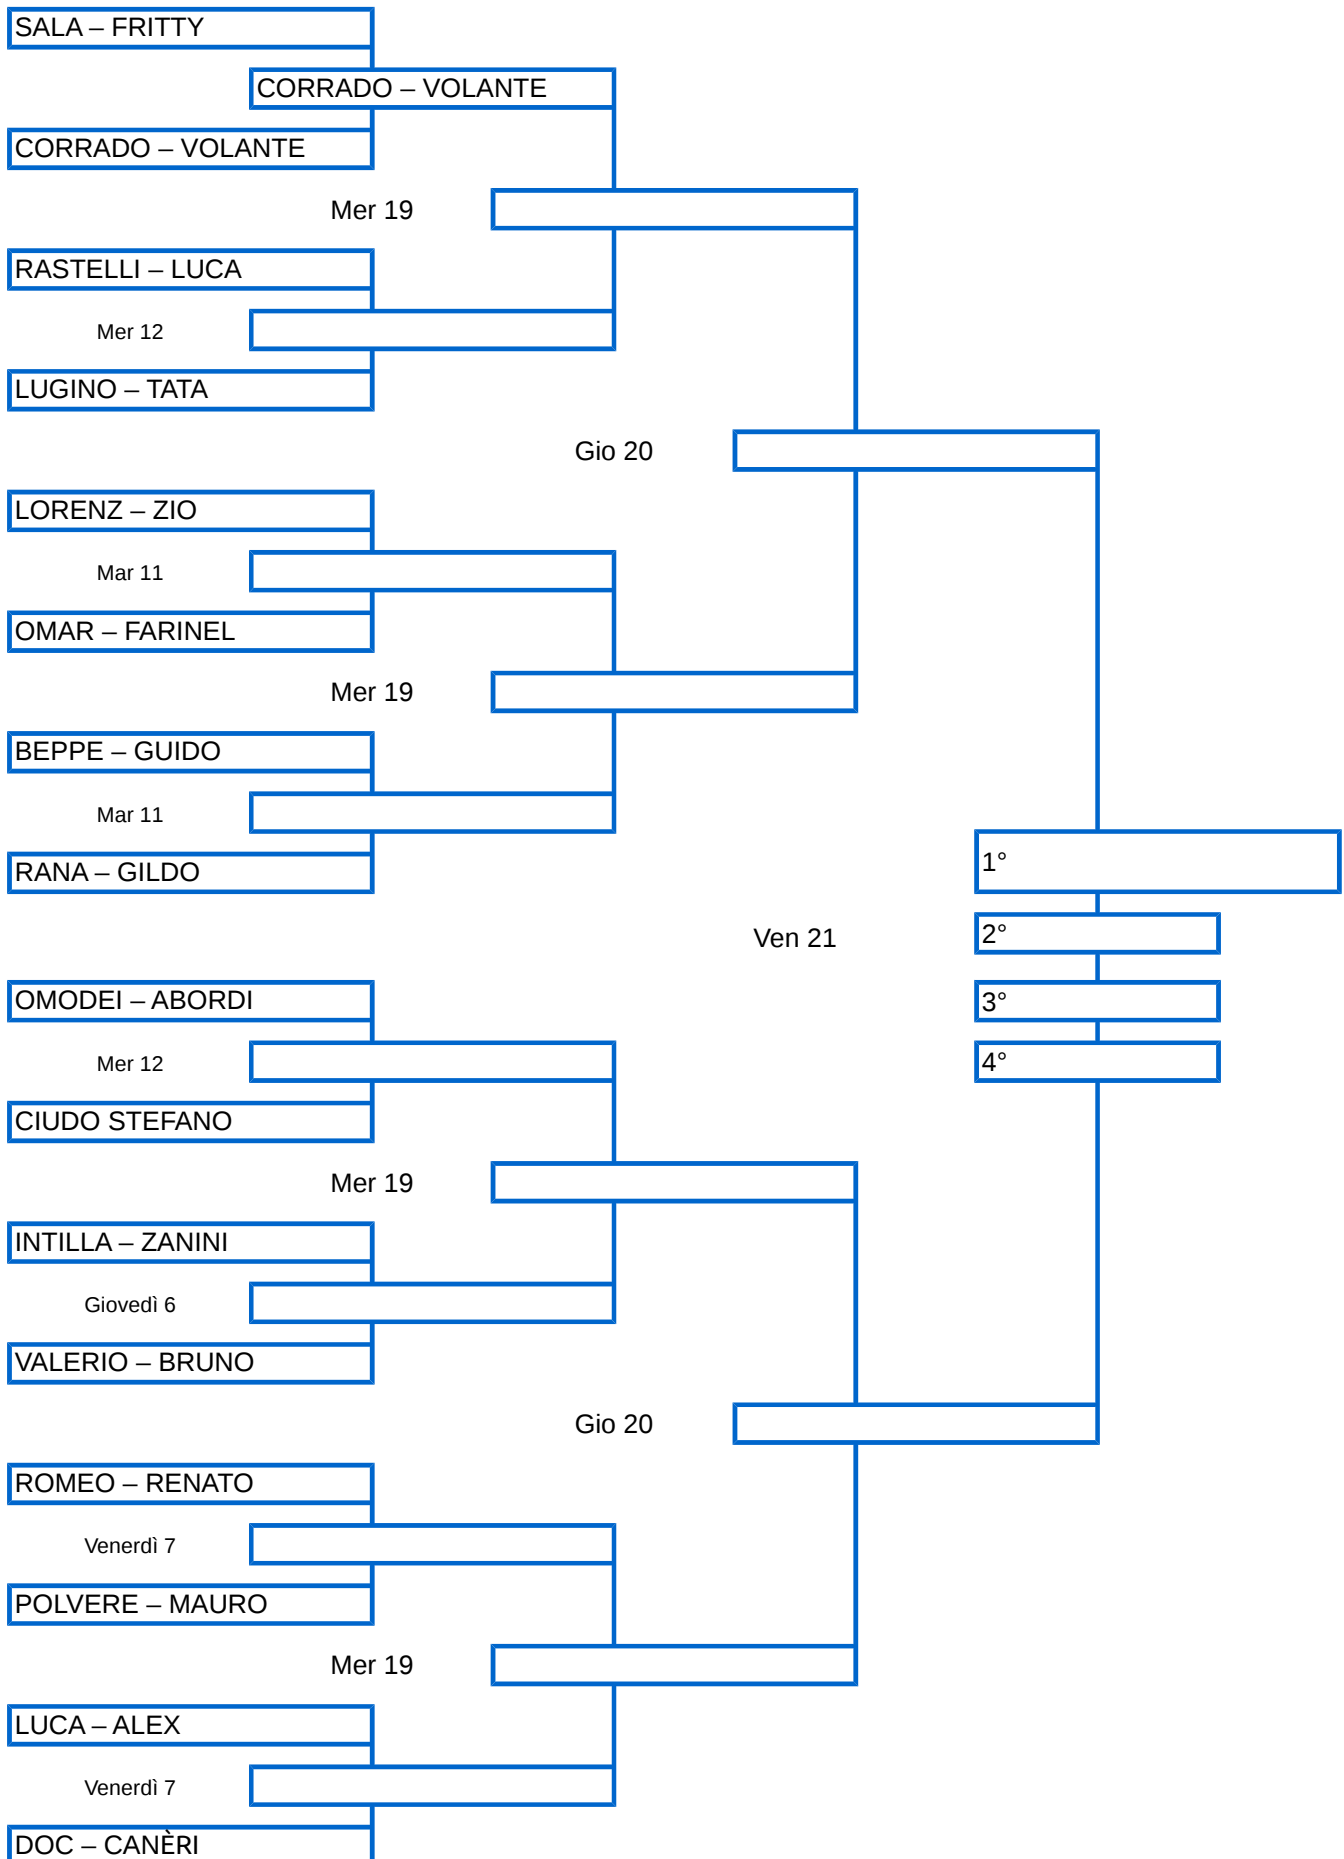 SALA – FRITTY
CORRADO – VOLANTE
CORRADO – VOLANTE
Mer 19
RASTELLI – LUCA
Mer 12
LUGINO – TATA
Gio 20
LORENZ – ZIO
Mar 11
OMAR – FARINEL
Mer 19
BEPPE – GUIDO
Mar 11
RANA – GILDO
1°
Ven 21
2°
OMODEI – ABORDI
3°
Mer 12
4°
CIUDO STEFANO
Mer 19
INTILLA – ZANINI
Giovedì 6
VALERIO – BRUNO
Gio 20
ROMEO – RENATO
Venerdì 7
POLVERE – MAURO
Mer 19
LUCA – ALEX
Venerdì 7
DOC – CANÈRI